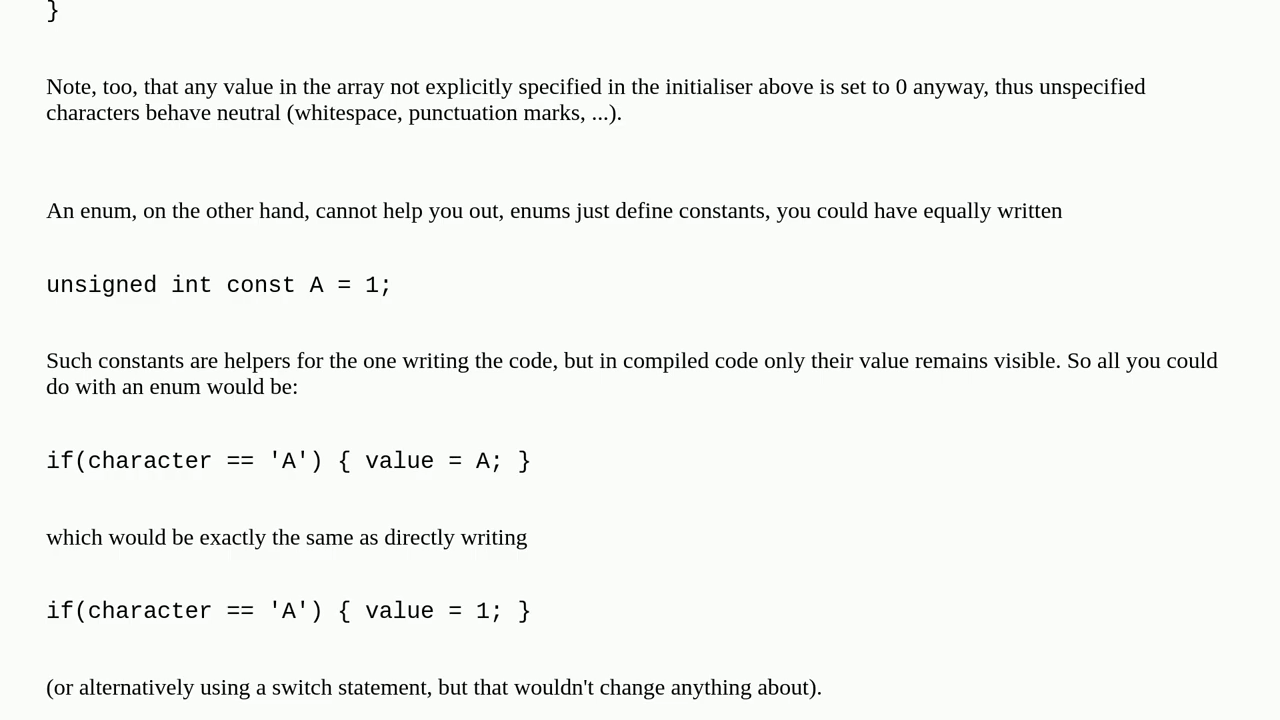 }
Note, too, that any value in the array not explicitly specified in the initialiser above is set to 0 anyway, thus unspecified
characters behave neutral (whitespace, punctuation marks, ...).
An enum, on the other hand, cannot help you out, enums just define constants, you could have equally written
unsigned int const A = 1;
Such constants are helpers for the one writing the code, but in compiled code only their value remains visible. So all you could
do with an enum would be:
if(character == 'A') { value = A; }
which would be exactly the same as directly writing
if(character == 'A') { value = 1; }
(or alternatively using a switch statement, but that wouldn't change anything about).